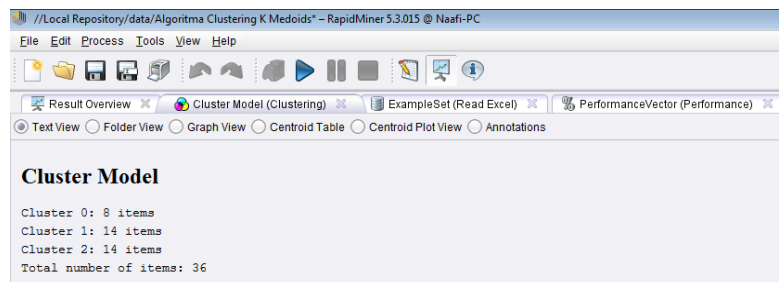 //Local Repository/data/Algoritma Clustering K Medoids* – RapidMiner 5.3.015 @ Naafi-PC
File Edit Process Tools View Help
Result Overview Cluster Model (Clustering) ExampleSet (Read Excel) PerformanceVector (Performance)
Text View Folder View Graph View Centroid Table Centroid Plot View Annotations
Cluster Model
Cluster 0: 8 items
Cluster 1: 14 items
Cluster 2: 14 items
Total number of items: 36